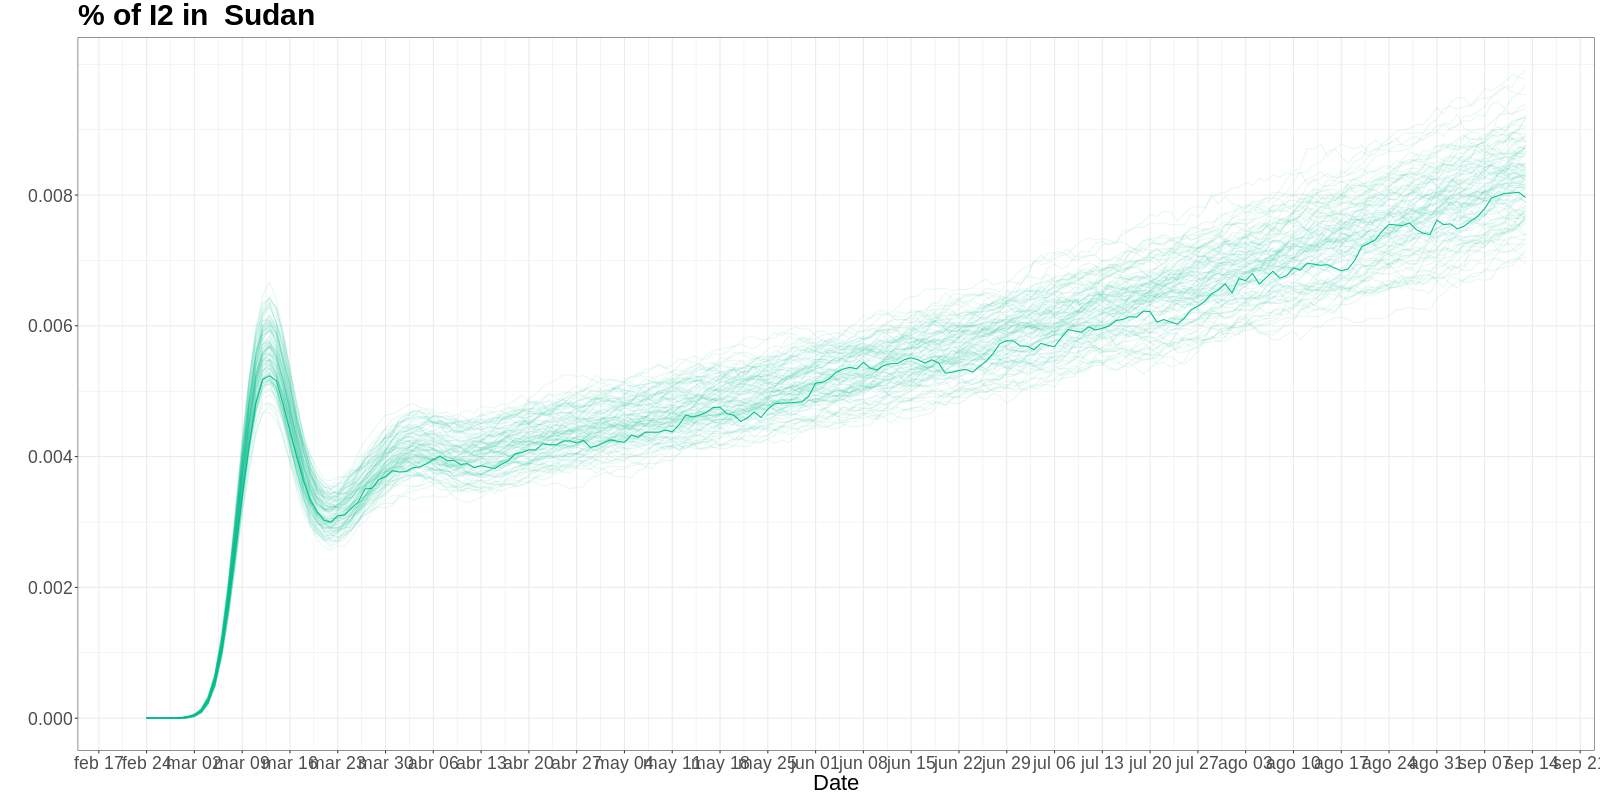 % of I2 in  Sudan
0.008
0.006
0.004
0.002
0.000
feb 17 feb 24 mar 02 mar 09 mar 16 mar 23 mar 30 abr 06 abr 13 abr 20 abr 27 may 04 may 11 may 18 may 25 jun 01 jun 08 jun 15 jun 22 jun 29 jul 06 jul 13 jul 20 jul 27 ago 03 ago 10 ago 17 ago 24 ago 31 sep 07 sep 14 sep 21
Date